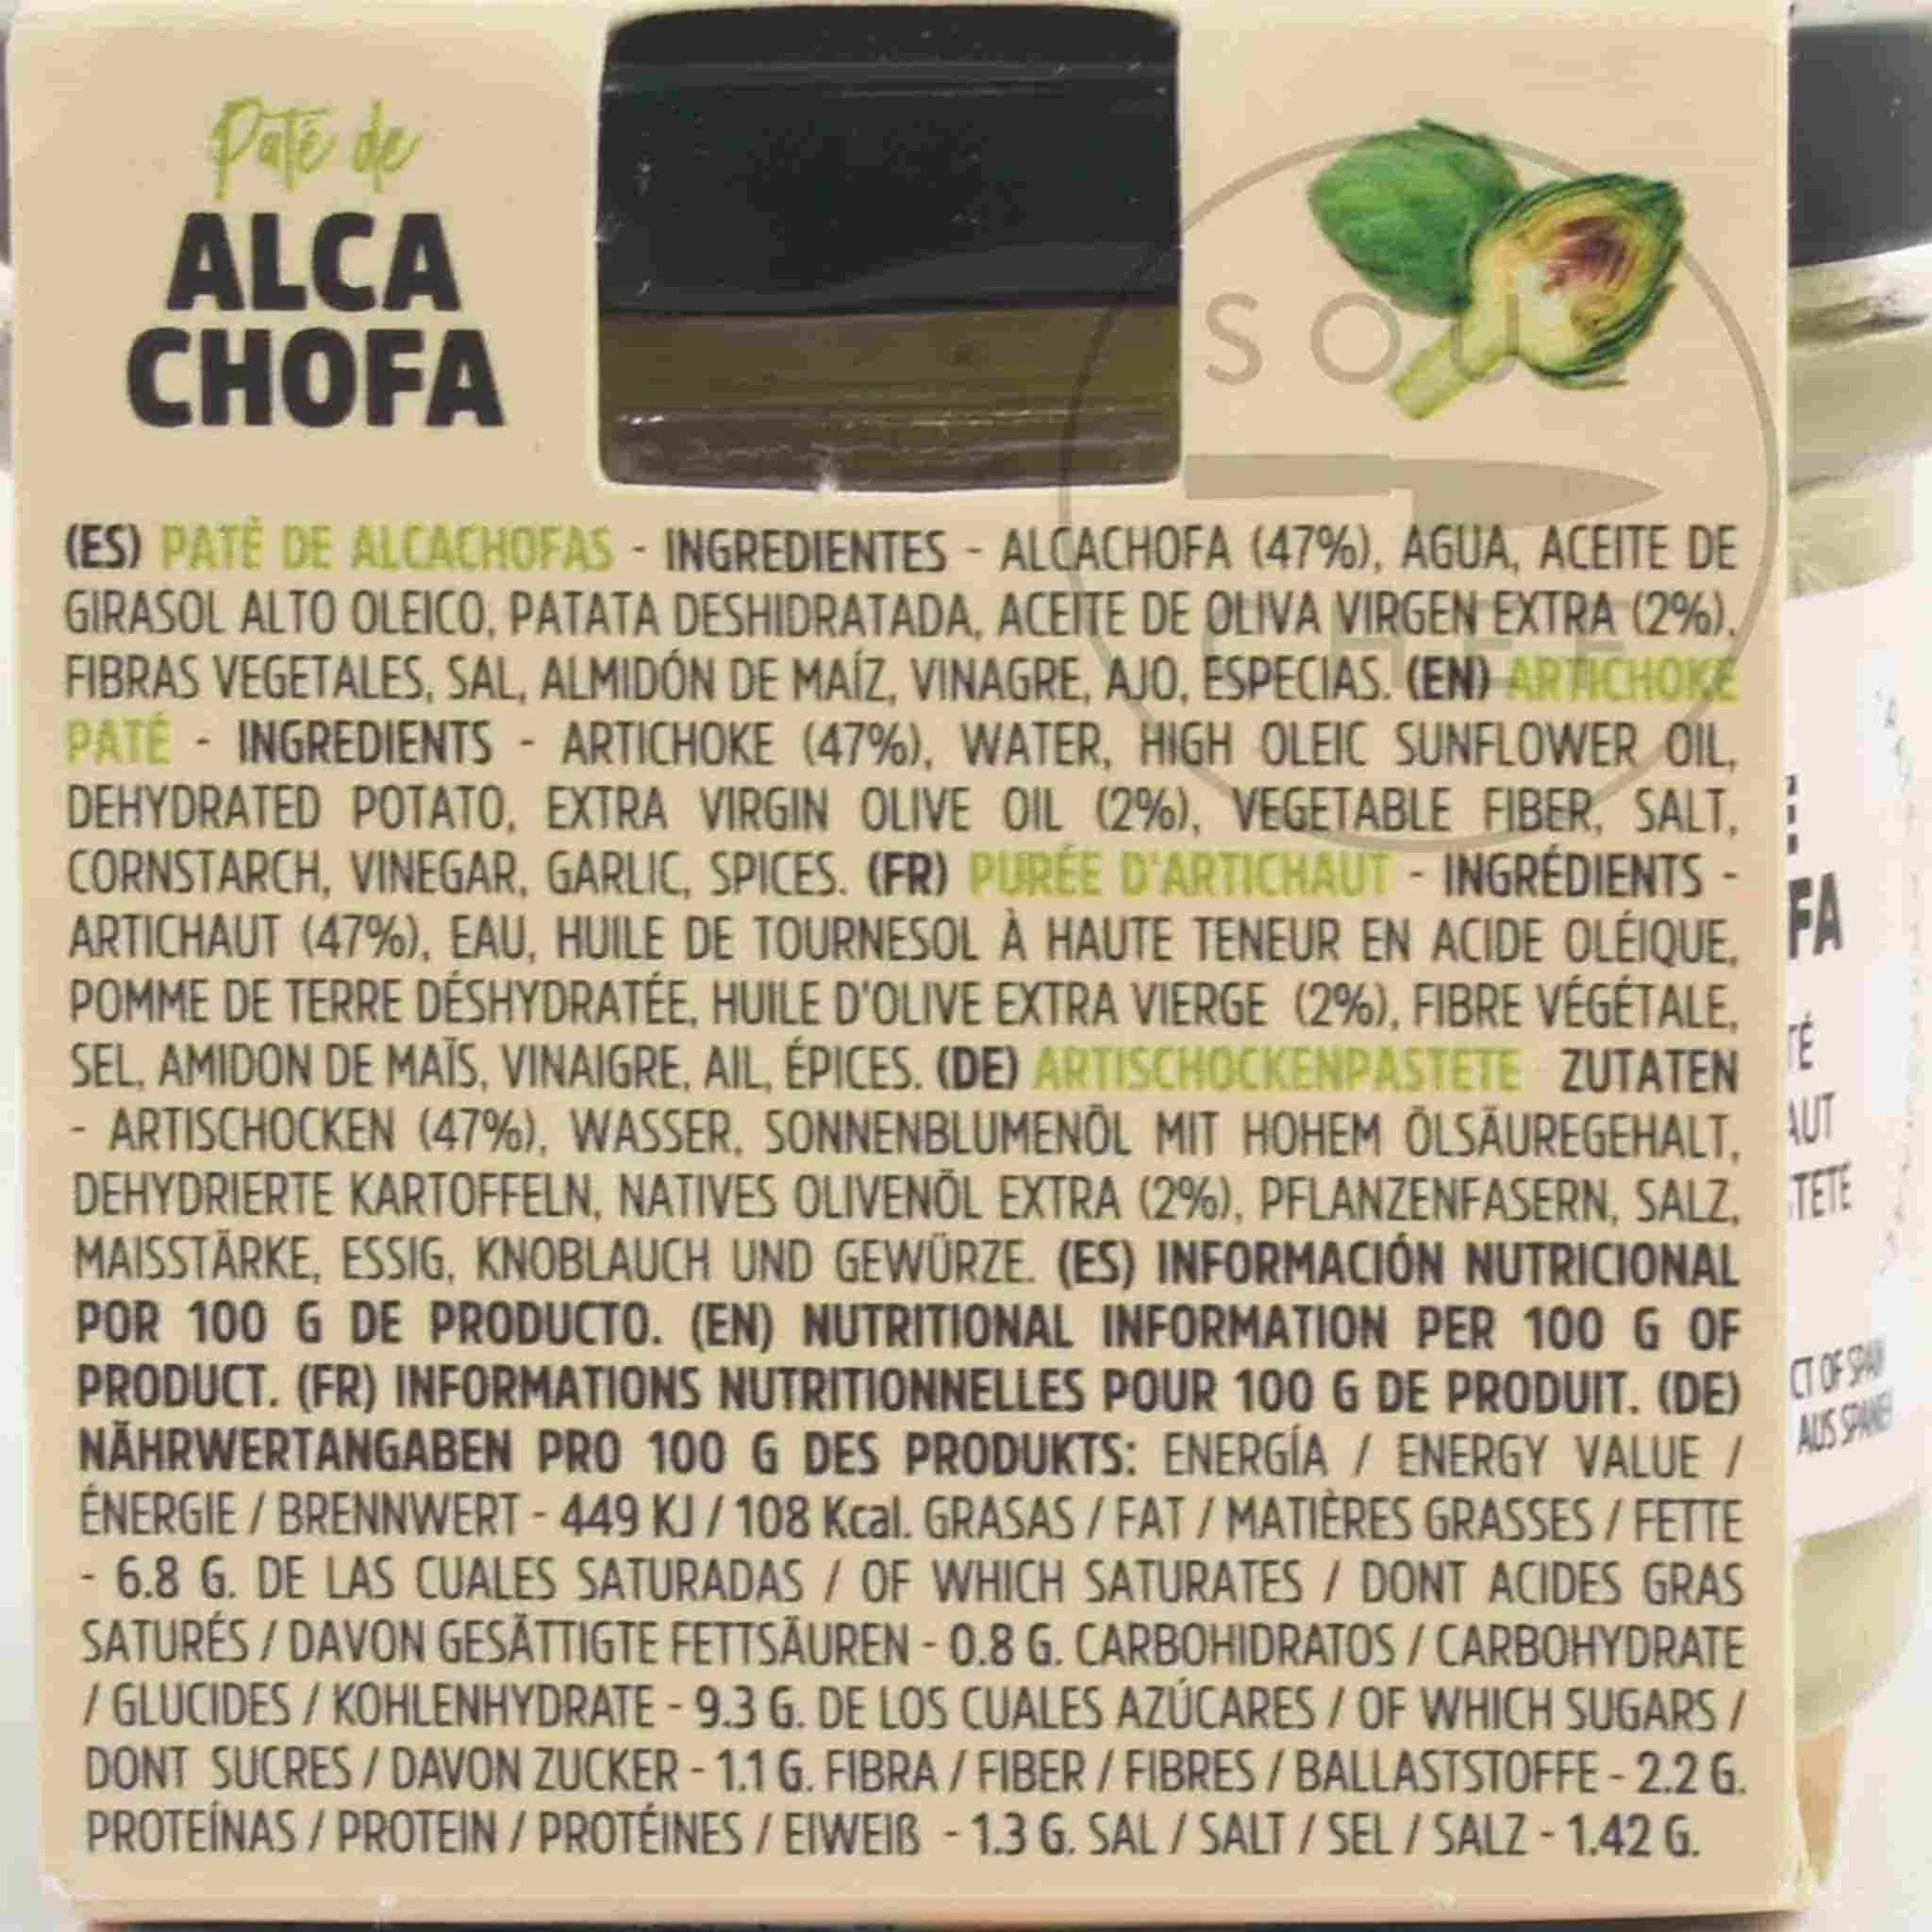 Paté de
ALCA
CHOFA
SOUS
CHEF
(ES) PATÉ DE ALCACHOFAS - INGREDIENTES - ALCACHOFA (47%), AGUA, ACEITE DE
GIRASOL ALTO OLEICO, PATATA DESHIDRATADA, ACEITE DE OLIVA VIRGEN EXTRA (2%),
FIBRAS VEGETALES, SAL, ALMIDÓN DE MAÍZ, VINAGRE, AJO, ESPECIAS. (EN) ARTICHOKE
PATÉ - INGREDIENTS - ARTICHOKE (47%), WATER, HIGH OLEIC SUNFLOWER OIL,
DEHYDRATED POTATO, EXTRA VIRGIN OLIVE OIL (2%), VEGETABLE FIBER, SALT,
CORNSTARCH, VINEGAR, GARLIC, SPICES. (FR) PURÉE D'ARTICHAUT - INGRÉDIENTS -
ARTICHAUT (47%), EAU, HUILE DE TOURNESOL À HAUTE TENEUR EN ACIDE OLÉIQUE,
POMME DE TERRE DÉSHYDRATÉE, HUILE D'OLIVE EXTRA VIERGE (2%), FIBRE VÉGÉTALE,
SEL, AMIDON DE MAÏS, VINAIGRE, AIL, ÉPICES. (DE) ARTISCHOCKENPASTETE ZUTATEN
- ARTISCHOCKEN (47%), WASSER, SONNENBLUMENÖL MIT HOHEM ÖLSÄUREGEHALT,
DEHYDRIERTE KARTOFFELN, NATIVES OLIVENÖL EXTRA (2%), PFLANZENFASERN, SALZ,
MAISSTÄRKE, ESSIG, KNOBLAUCH UND GEWÜRZE. (ES) INFORMACIÓN NUTRICIONAL
POR 100 G DE PRODUCTO. (EN) NUTRITIONAL INFORMATION PER 100 G OF
PRODUCT. (FR) INFORMATIONS NUTRITIONNELLES POUR 100 G DE PRODUIT. (DE)
NÄHRWERTANGABEN PRO 100 G DES PRODUKTS: ENERGÍA / ENERGY VALUE /
ÉNERGIE / BRENNWERT - 449 KJ / 108 Kcal. GRASAS / FAT / MATIÈRES GRASSES / FETTE
- 6.8 G. DE LAS CUALES SATURADAS / OF WHICH SATURATES / DONT ACIDES GRAS
SATURÉS / DAVON GESÄTTIGTE FETTSÄUREN - 0.8 G. CARBOHIDRATOS / CARBOHYDRATE
/ GLUCIDES / KOHLENHYDRATE - 9.3 G. DE LOS CUALES AZÚCARES / OF WHICH SUGARS /
DONT SUCRES / DAVON ZUCKER - 1.1 G. FIBRA / FIBER / FIBRES / BALLASTSTOFFE - 2.2 G.
PROTEÍNAS / PROTEIN / PROTÉINES / EIWEIß - 1.3 G. SAL / SALT / SEL / SALZ - 1.42 G.
FA
TÉ
AUT
TETE
CT OF SPAIN
AUS SPANIEN